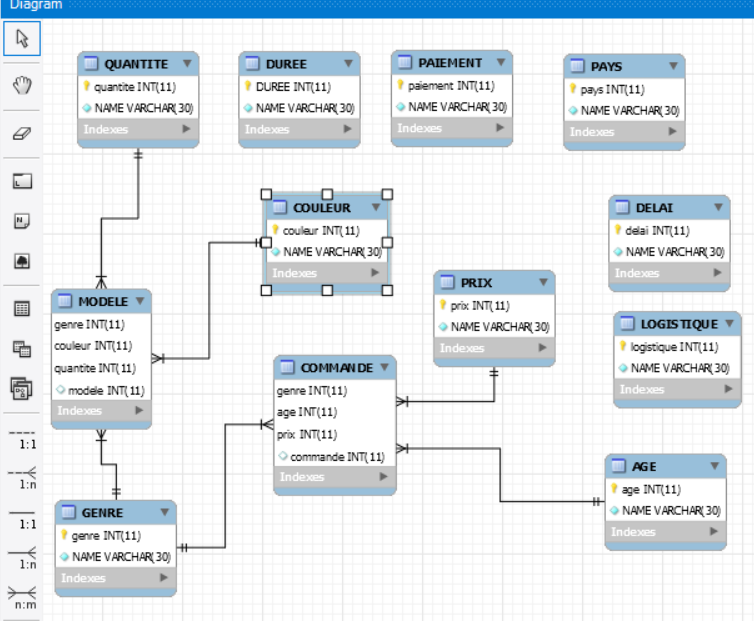 Diagram
QUANTITE
quantite INT(11)
NAME VARCHAR(30)
Indexes
DUREE
DUREE INT(11)
NAME VARCHAR(30)
Indexes
PAIEMENT
paiement INT(11)
NAME VARCHAR(30)
Indexes
PAYS
pays INT(11)
NAME VARCHAR(30)
Indexes
COULEUR
couleur INT(11)
NAME VARCHAR(30)
Indexes
DELAI
delai INT(11)
NAME VARCHAR(30)
Indexes
MODELE
genre INT(11)
couleur INT(11)
quantite INT(11)
modele INT(11)
Indexes
PRIX
prix INT(11)
NAME VARCHAR(30)
Indexes
LOGISTIQUE
logistique INT(11)
NAME VARCHAR(30)
Indexes
COMMANDE
genre INT(11)
age INT(11)
prix INT(11)
commande INT(11)
Indexes
AGE
age INT(11)
NAME VARCHAR(30)
Indexes
GENRE
genre INT(11)
NAME VARCHAR(30)
Indexes
1:1
1:n
1:1
1:n
n:m